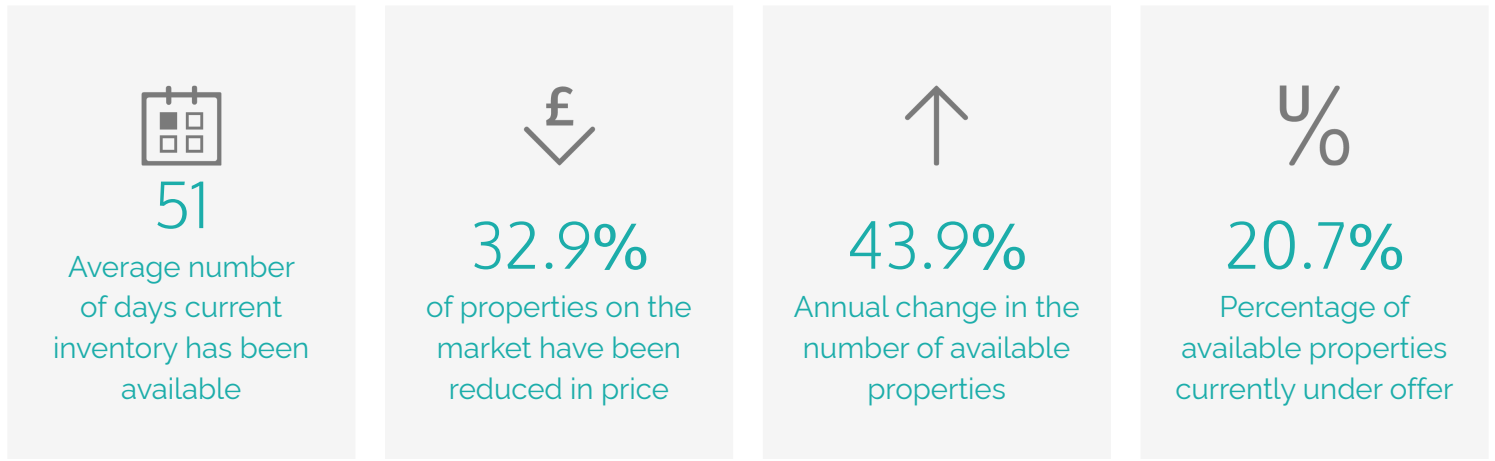 51
Average number
of days current
inventory has been
available
£
32.9%
of properties on the
market have been
reduced in price
43.9%
Annual change in the
number of available
properties
U/O
20.7%
Percentage of
available properties
currently under offer